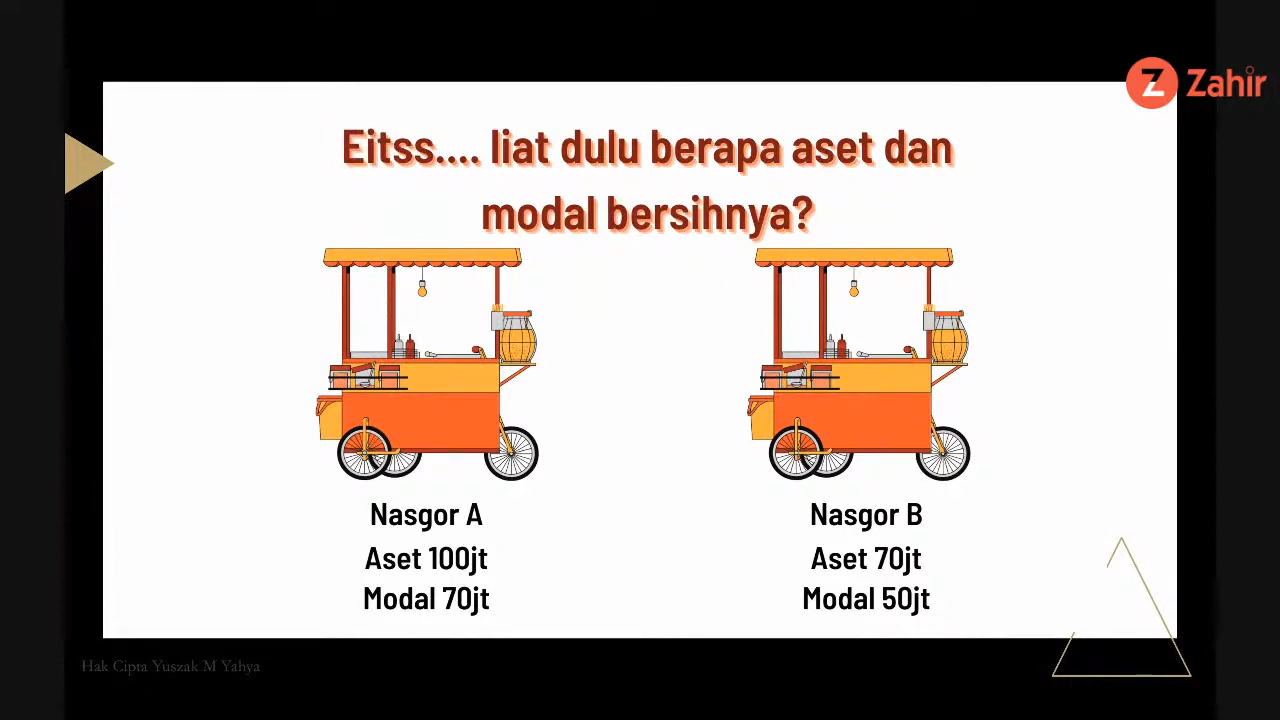 Zahir
Eitss.... liat dulu berapa aset dan
modal bersihnya?
Nasgor A
Aset 100jt
Modal 70jt
Nasgor B
Aset 70jt
Modal 50jt
Hak Cipta Yuszak M Yahya